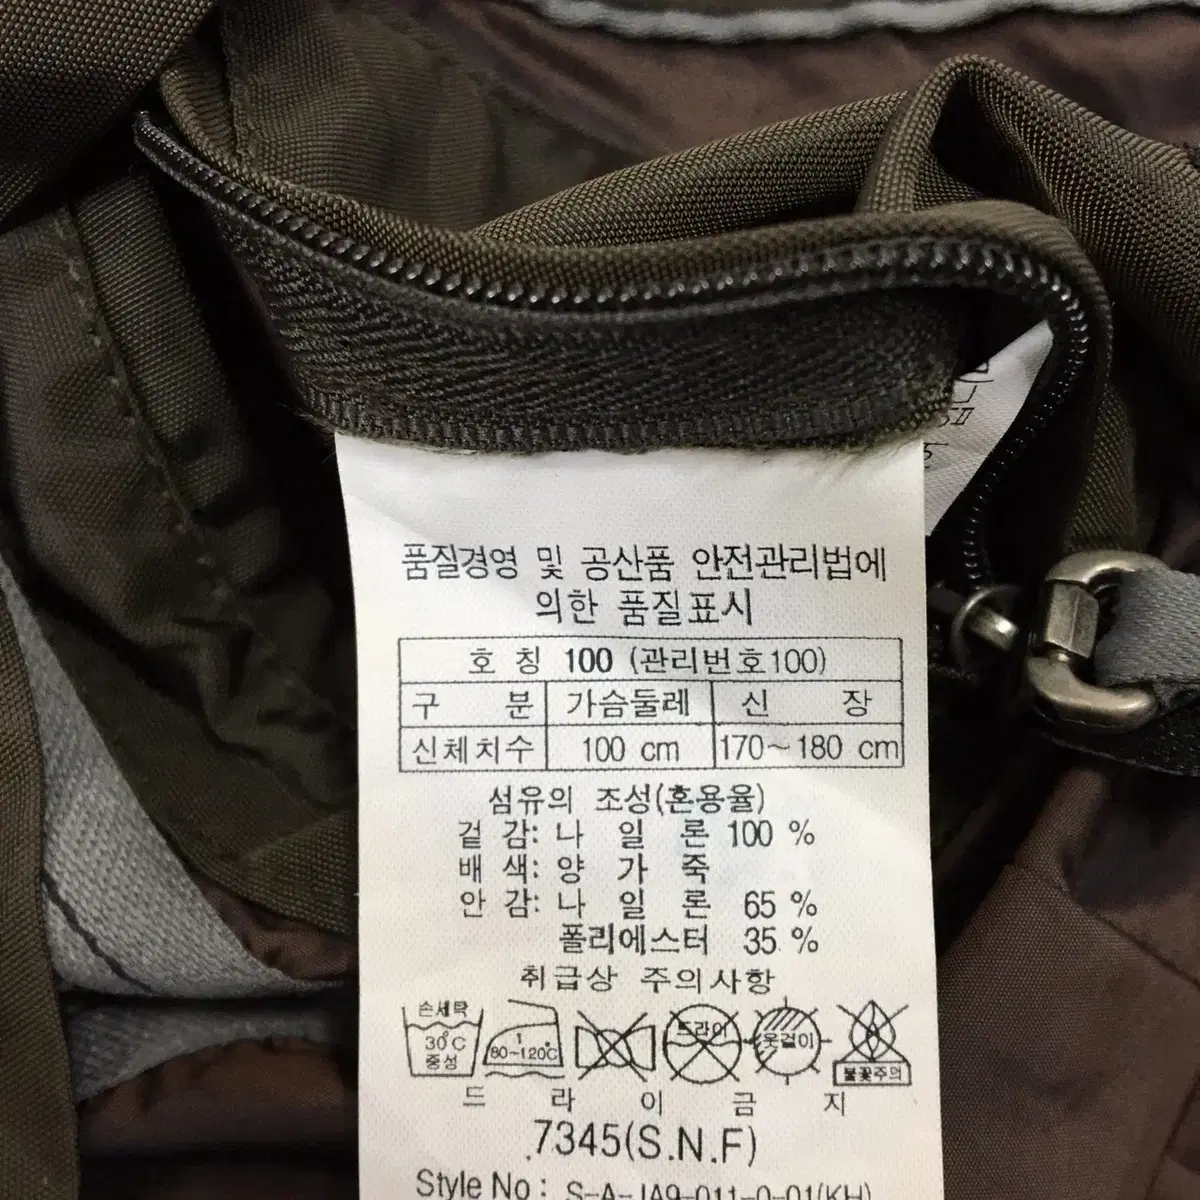 품질경영 및 공산품 안전관리법에
의한 품질표시
호 칭 100 (관리번호100)
구 분 가슴둘레 신 장
신체치수 100 cm 170~180 cm
섬유의 조성(혼용율)
겉 감: 나 일 론 100 %
배 색: 양 가 죽
안 감: 나 일 론 65 %
폴리에스터 35 %
취급상 주의사항
손세탁 30℃ 중성
1 80~120℃
드라이
옷걸이
불꽃주의
드 라 이 금 지
7345(S.N.F)
Style No: S-A-JA9-011-0-01(KH)